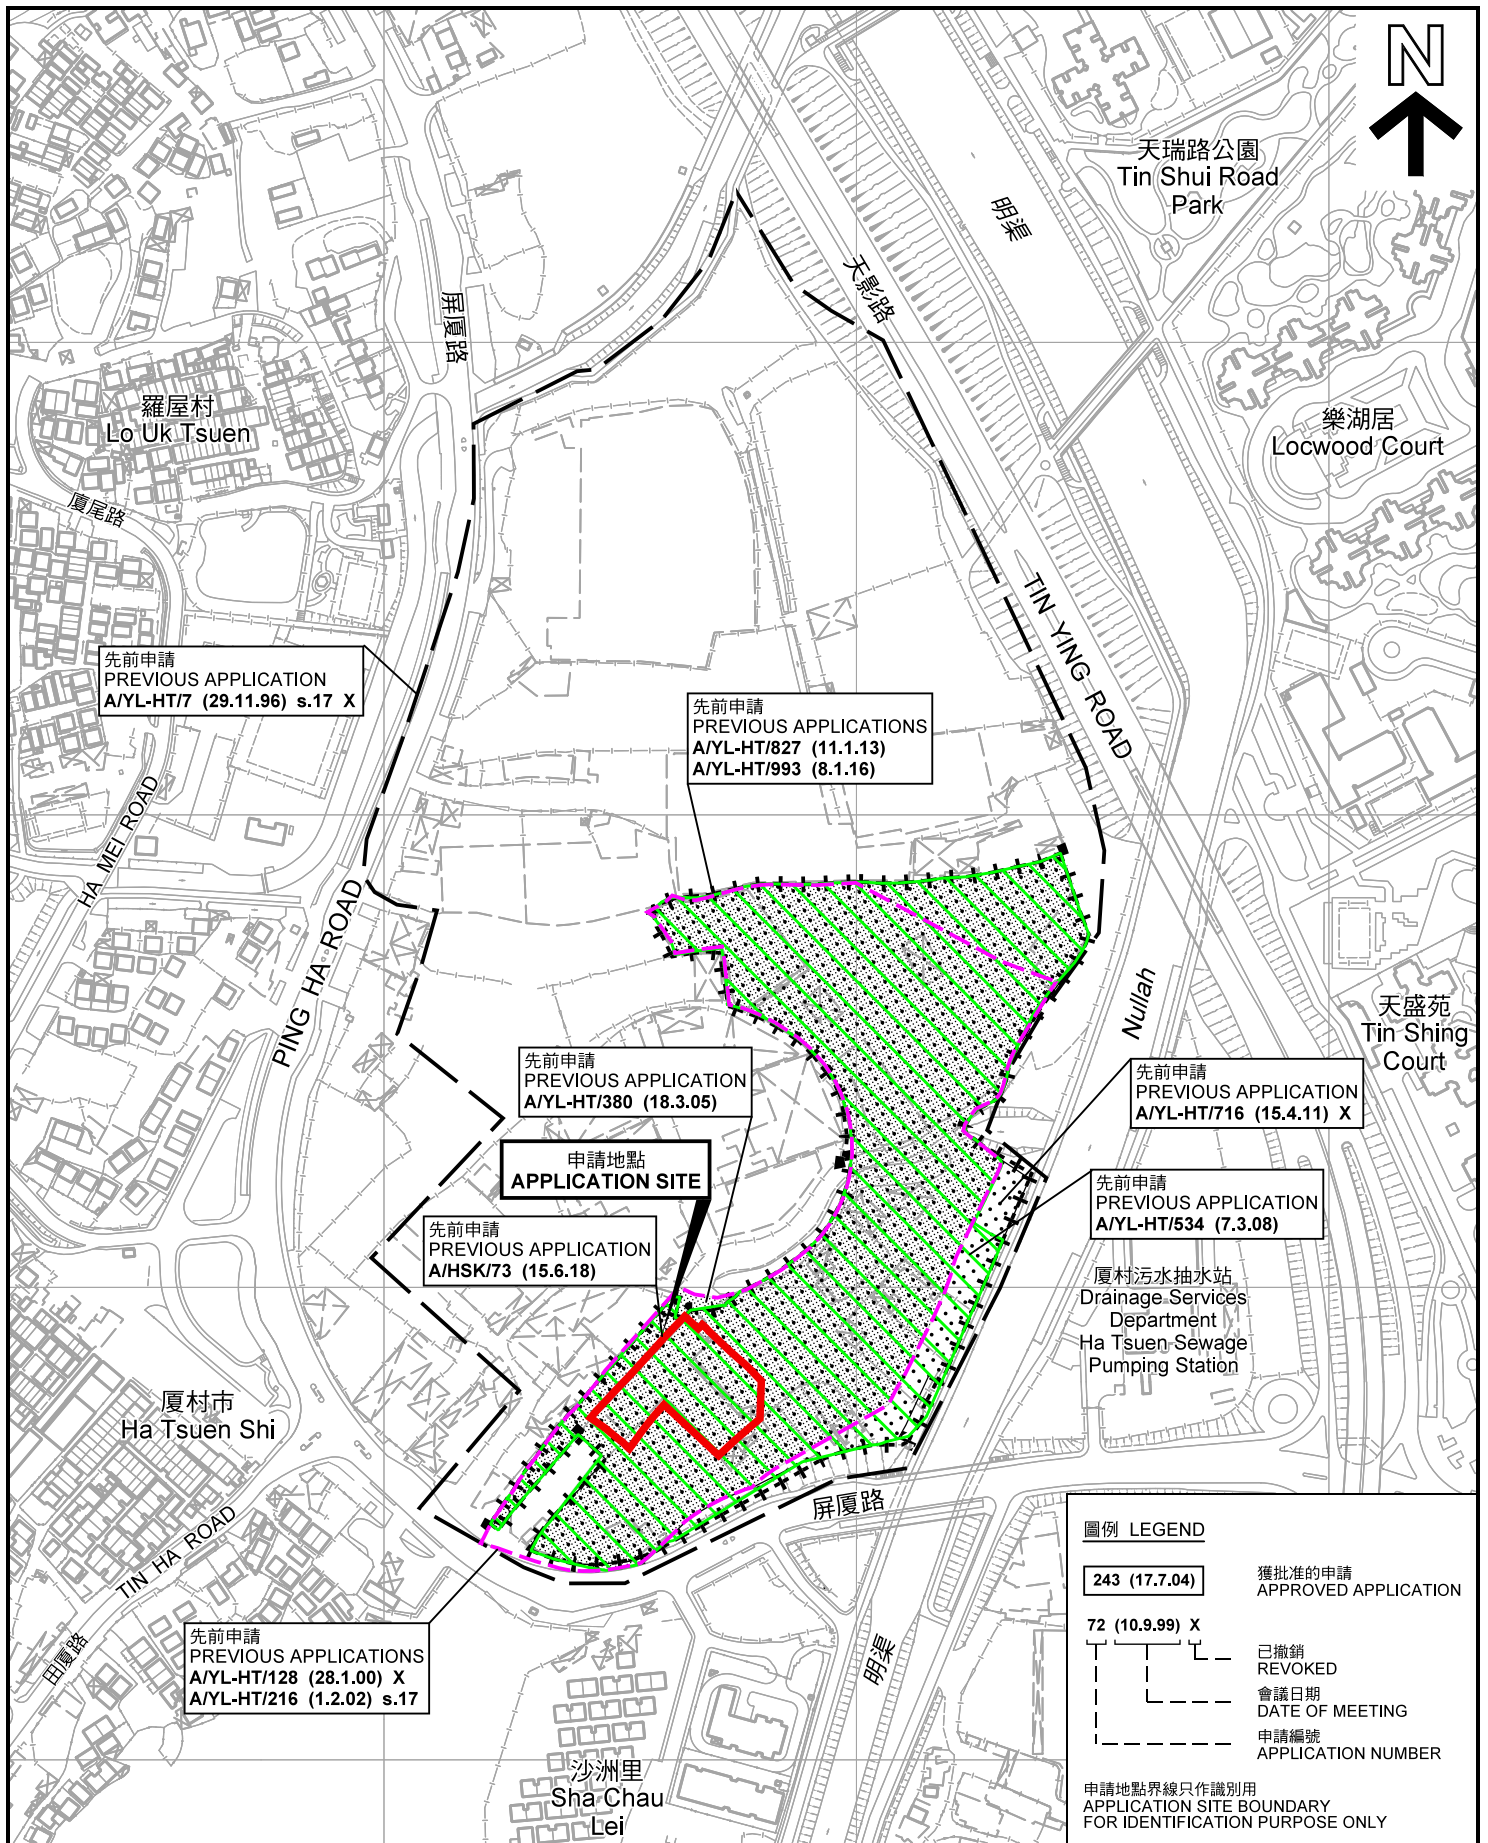 N
天瑞路公園
Tin Shui Road
Park
明渠
天影路
屏厦路
羅屋村
Lo Uk Tsuen
樂湖居
Locwood Court
厦尾路
TIN YING ROAD
先前申請
PREVIOUS APPLICATION
A/YL-HT/7 (29.11.96) s.17 X
先前申請
PREVIOUS APPLICATIONS
A/YL-HT/827 (11.1.13)
A/YL-HT/993 (8.1.16)
HA MEI ROAD
PING HA ROAD
Nullah
天盛苑
Tin Shing
Court
先前申請
PREVIOUS APPLICATION
A/YL-HT/380 (18.3.05)
先前申請
PREVIOUS APPLICATION
A/YL-HT/716 (15.4.11) X
申請地點
APPLICATION SITE
先前申請
PREVIOUS APPLICATION
A/YL-HT/534 (7.3.08)
先前申請
PREVIOUS APPLICATION
A/HSK/73 (15.6.18)
厦村污水抽水站
Drainage Services
Department
Ha Tsuen Sewage
Pumping Station
厦村市
Ha Tsuen Shi
屏厦路
TIN HA ROAD
田厦路
先前申請
PREVIOUS APPLICATIONS
A/YL-HT/128 (28.1.00) X
A/YL-HT/216 (1.2.02) s.17
明渠
沙洲里
Sha Chau
Lei
圖例 LEGEND
243 (17.7.04)
獲批准的申請
APPROVED APPLICATION
72 (10.9.99) X
已撤銷
REVOKED
會議日期
DATE OF MEETING
申請編號
APPLICATION NUMBER
申請地點界線只作識別用
APPLICATION SITE BOUNDARY
FOR IDENTIFICATION PURPOSE ONLY